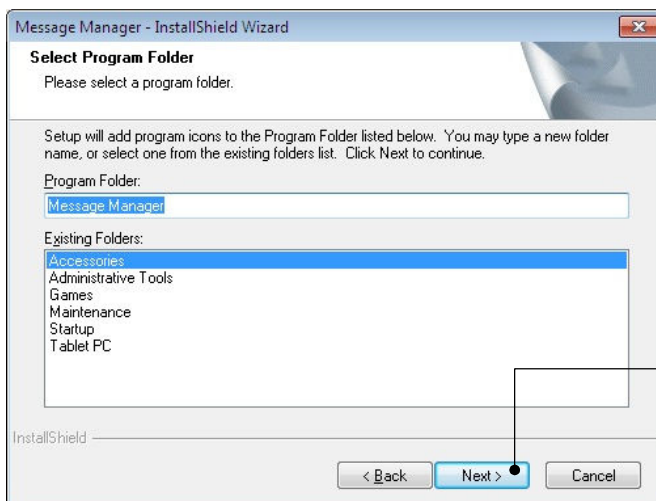 Message Manager - InstallShield Wizard
Select Program Folder
Please select a program folder.
Setup will add program icons to the Program Folder listed below. You may type a new folder
name, or select one from the existing folders list. Click Next to continue.
Program Folder:
Message Manager
Existing Folders:
Accessories
Administrative Tools
Games
Maintenance
Startup
Tablet PC
InstallShield
< Back
Next >
Cancel